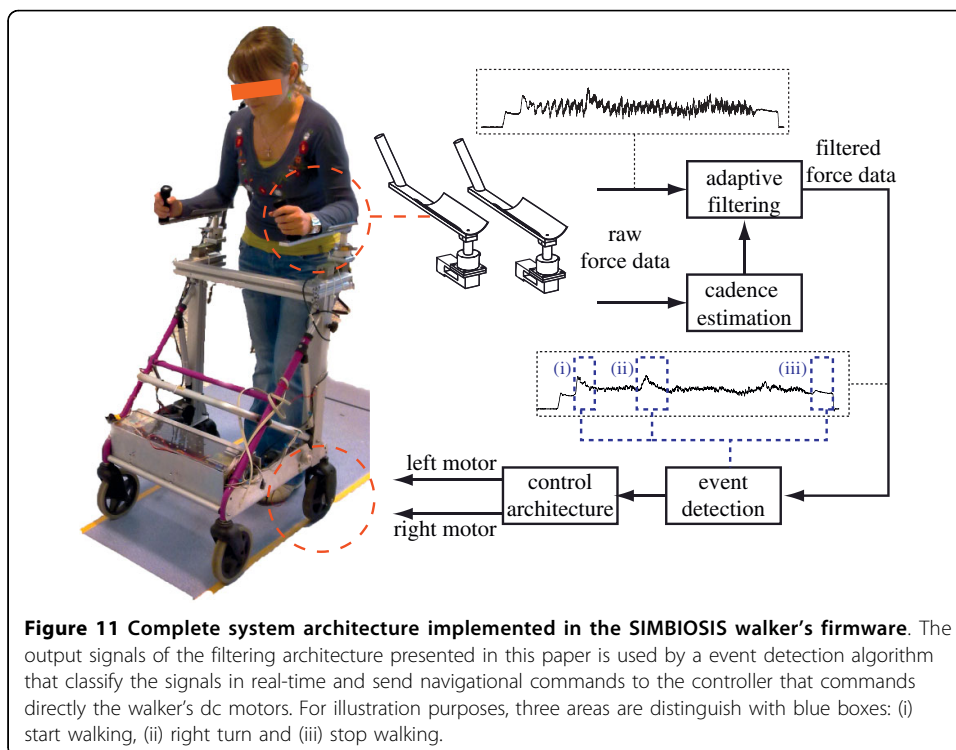 filtered
force data
adaptive
filtering
raw
force data
cadence
estimation
(i)
(ii)
(iii)
left motor
control
architecture
event
detection
right motor
Figure 11 Complete system architecture implemented in the SIMBIOSIS walker's firmware. The
output signals of the filtering architecture presented in this paper is used by a event detection algorithm
that classify the signals in real-time and send navigational commands to the controller that commands
directly the walker's dc motors. For illustration purposes, three areas are distinguish with blue boxes: (i)
start walking, (ii) right turn and (iii) stop walking.